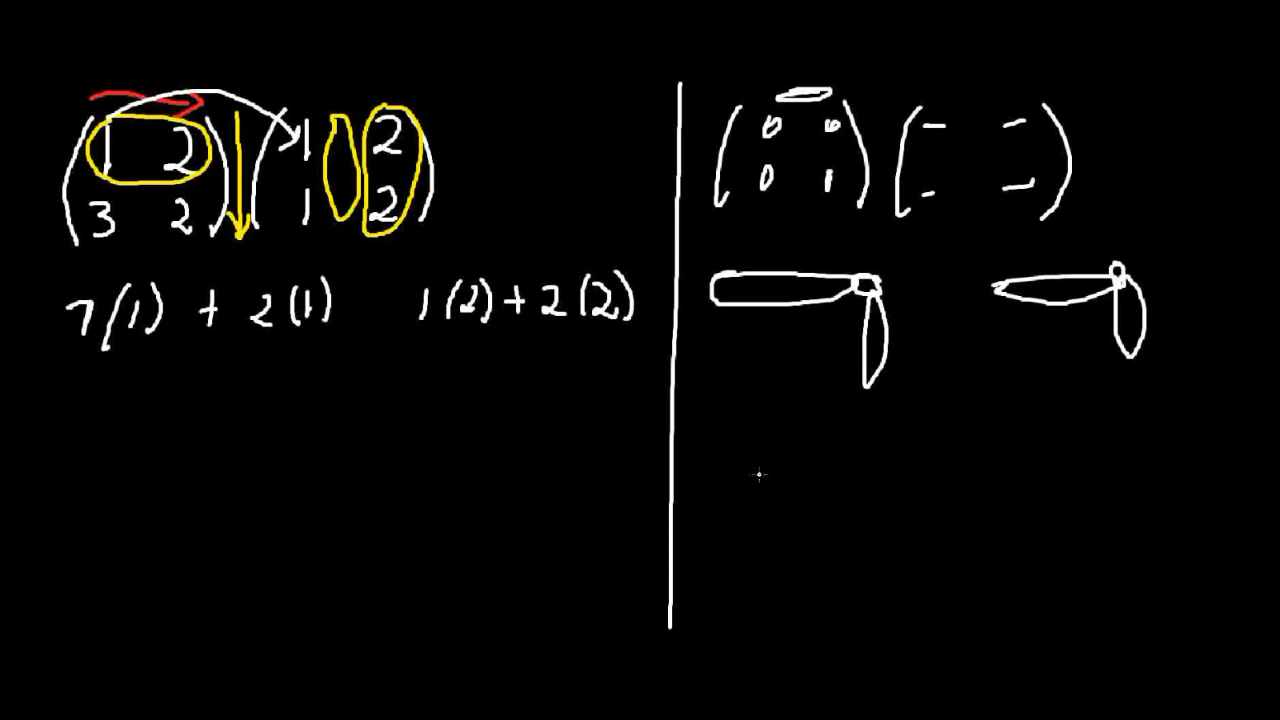 ( 1 2 ) ( 1 2 )
( 3 2 ) ( 1 2 )
1(1) + 2(1) 1(2) + 2(2)
( 0 0 ) ( - - )
( 0 1 ) ( - - )